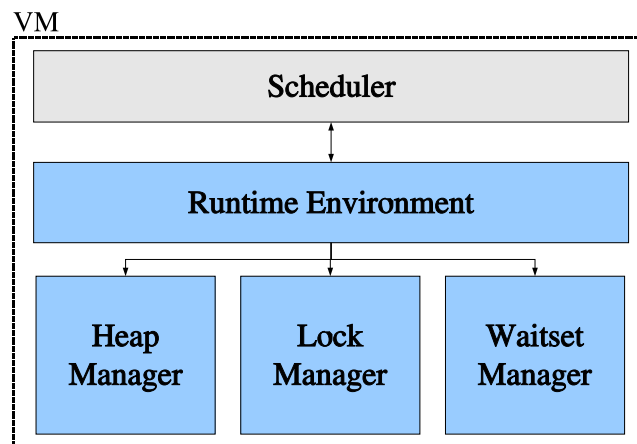 VM
Scheduler
Runtime Environment
Heap
Manager
Lock
Manager
Waitset
Manager